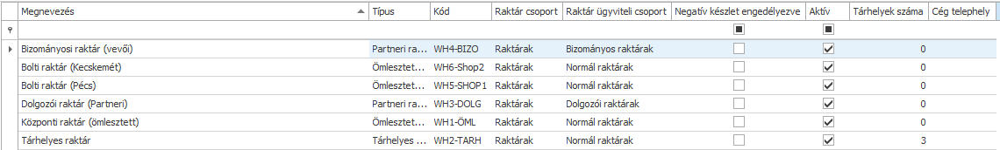 Megnevezés Típus Kód Raktár csoport Raktár ügyviteli csoport Negatív készlet engedélyezve Aktív Tárhelyek száma Cég telephely
Bizományosi raktár (vevői) Partneri ra... WH4-BIZO Raktárak Bizományos raktárak 0
Bolti raktár (Kecskemét) Ömlesztet... WH6-Shop2 Raktárak Normál raktárak 0
Bolti raktár (Pécs) Ömlesztet... WH5-SHOP1 Raktárak Normál raktárak 0
Dolgozói raktár (Partneri) Partneri ra... WH3-DOLG Raktárak Dolgozói raktárak 0
Központi raktár (ömlesztett) Ömlesztet... WH1-ÖML Raktárak Normál raktárak 0
Tárhelyes raktár Tárhelyes ... WH2-TARH Raktárak Normál raktárak 3